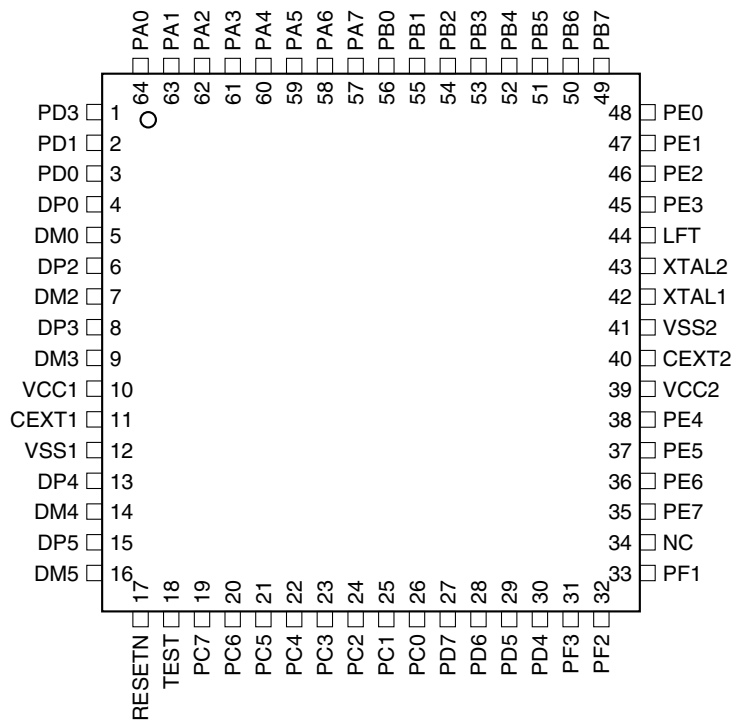 PA0 PA1 PA2 PA3 PA4 PA5 PA6 PA7 PB0 PB1 PB2 PB3 PB4 PB5 PB6 PB7
64 63 62 61 60 59 58 57 56 55 54 53 52 51 50 49
PD3 1 48 PE0
PD1 2 47 PE1
PD0 3 46 PE2
DP0 4 45 PE3
DM0 5 44 LFT
DP2 6 43 XTAL2
DM2 7 42 XTAL1
DP3 8 41 VSS2
DM3 9 40 CEXT2
VCC1 10 39 VCC2
CEXT1 11 38 PE4
VSS1 12 37 PE5
DP4 13 36 PE6
DM4 14 35 PE7
DP5 15 34 NC
DM5 16 33 PF1
17 18 19 20 21 22 23 24 25 26 27 28 29 30 31 32
RESETN TEST PC7 PC6 PC5 PC4 PC3 PC2 PC1 PC0 PD7 PD6 PD5 PD4 PF3 PF2